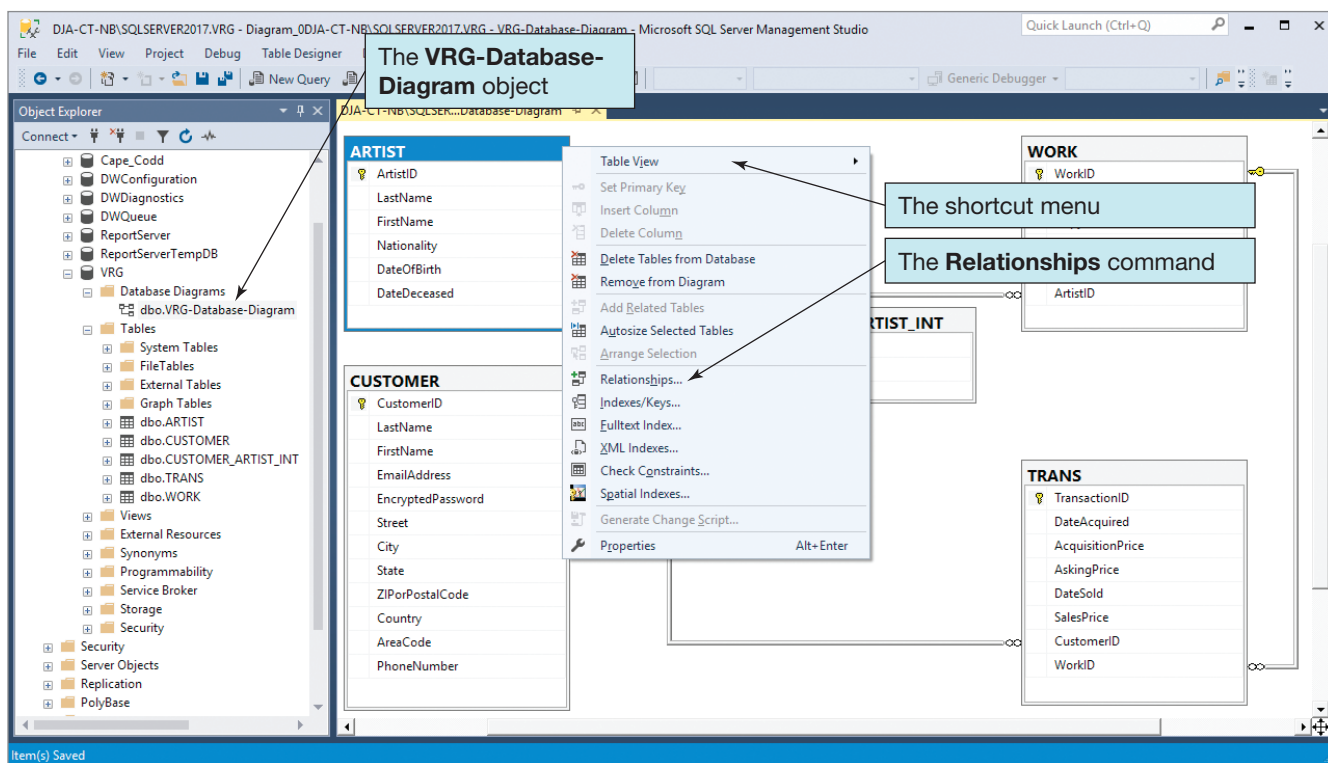 DJA-CT-NB\SQLSERVER2017.VRG - Diagram_0DJA-CT-NB\SQLSERVER2017.VRG - VRG-Database-Diagram - Microsoft SQL Server Management Studio
Quick Launch (Ctrl+Q)
File Edit View Project Debug Table Designer
The VRG-Database-
Diagram object
New Query
Generic Debugger
Object Explorer
DJA-CT-NB\SQLSER...Database-Diagram
Connect
Cape_Codd
DWConfiguration
DWDiagnostics
DWQueue
ReportServer
ReportServerTempDB
VRG
Database Diagrams
dbo.VRG-Database-Diagram
Tables
System Tables
FileTables
External Tables
Graph Tables
dbo.ARTIST
dbo.CUSTOMER
dbo.CUSTOMER_ARTIST_INT
dbo.TRANS
dbo.WORK
Views
External Resources
Synonyms
Programmability
Service Broker
Storage
Security
Security
Server Objects
Replication
PolyBase
ARTIST
ArtistID
LastName
FirstName
Nationality
DateOfBirth
DateDeceased
CUSTOMER
CustomerID
LastName
FirstName
EmailAddress
EncryptedPassword
Street
City
State
ZIPorPostalCode
Country
AreaCode
PhoneNumber
Table View
Set Primary Key
Insert Column
Delete Column
Delete Tables from Database
Remove from Diagram
Add Related Tables
Autosize Selected Tables
Arrange Selection
Relationships...
Indexes/Keys...
Fulltext Index...
XML Indexes...
Check Constraints...
Spatial Indexes...
Generate Change Script...
Properties Alt+Enter
WORK
WorkID
The shortcut menu
The Relationships command
ArtistID
RTIST_INT
TRANS
TransactionID
DateAcquired
AcquisitionPrice
AskingPrice
DateSold
SalesPrice
CustomerID
WorkID
Item(s) Saved